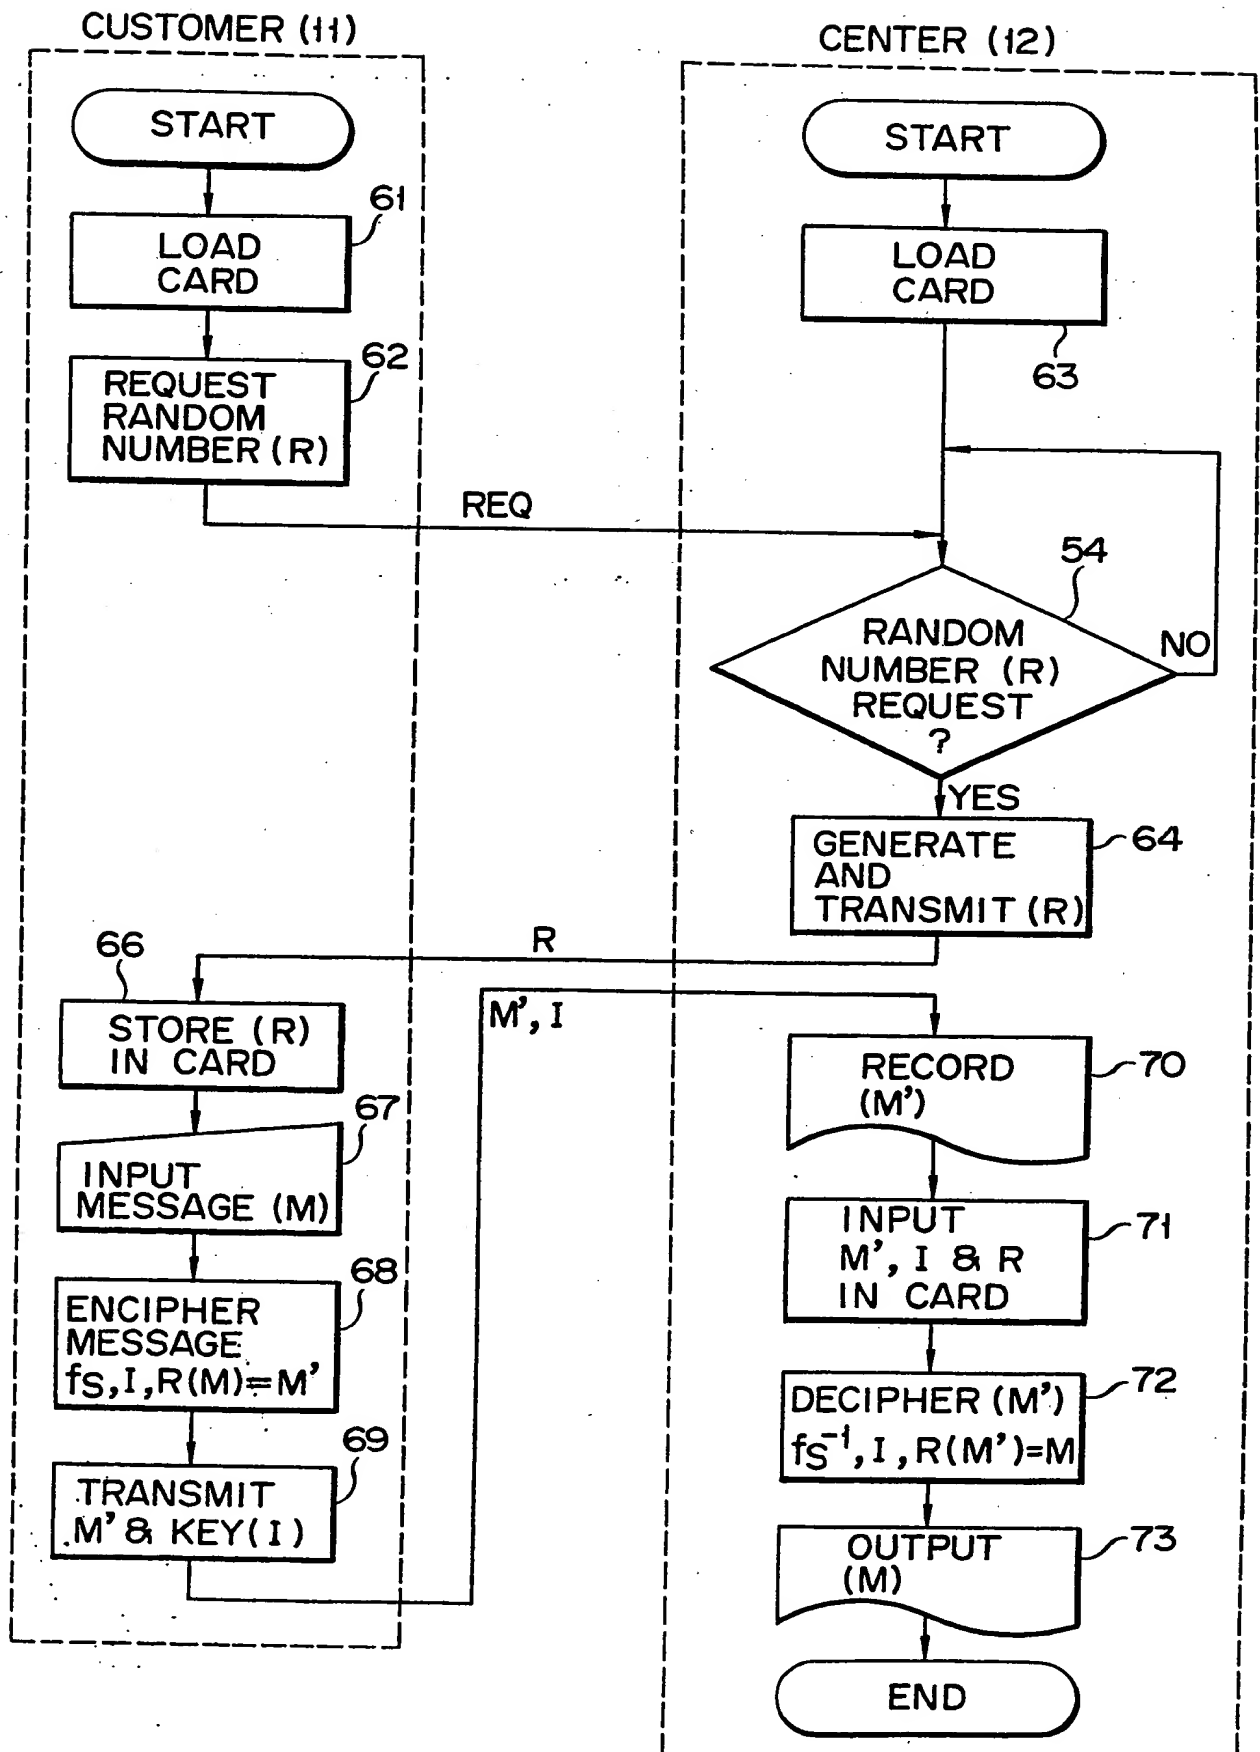 CUSTOMER (11)
START
61
LOAD
CARD
62
REQUEST
RANDOM
NUMBER (R)
REQ
CENTER (12)
START
LOAD
CARD
63
54
RANDOM
NUMBER (R)
REQUEST
?
NO
YES
GENERATE
AND
TRANSMIT (R)
64
R
66
STORE (R)
IN CARD
67
INPUT
MESSAGE (M)
68
ENCIPHER
MESSAGE
fS, I, R(M)=M'
69
TRANSMIT
M' & KEY(I)
M', I
RECORD
(M')
70
INPUT
M', I & R
IN CARD
71
DECIPHER (M')
fS⁻¹, I, R(M')=M
72
OUTPUT
(M)
73
END